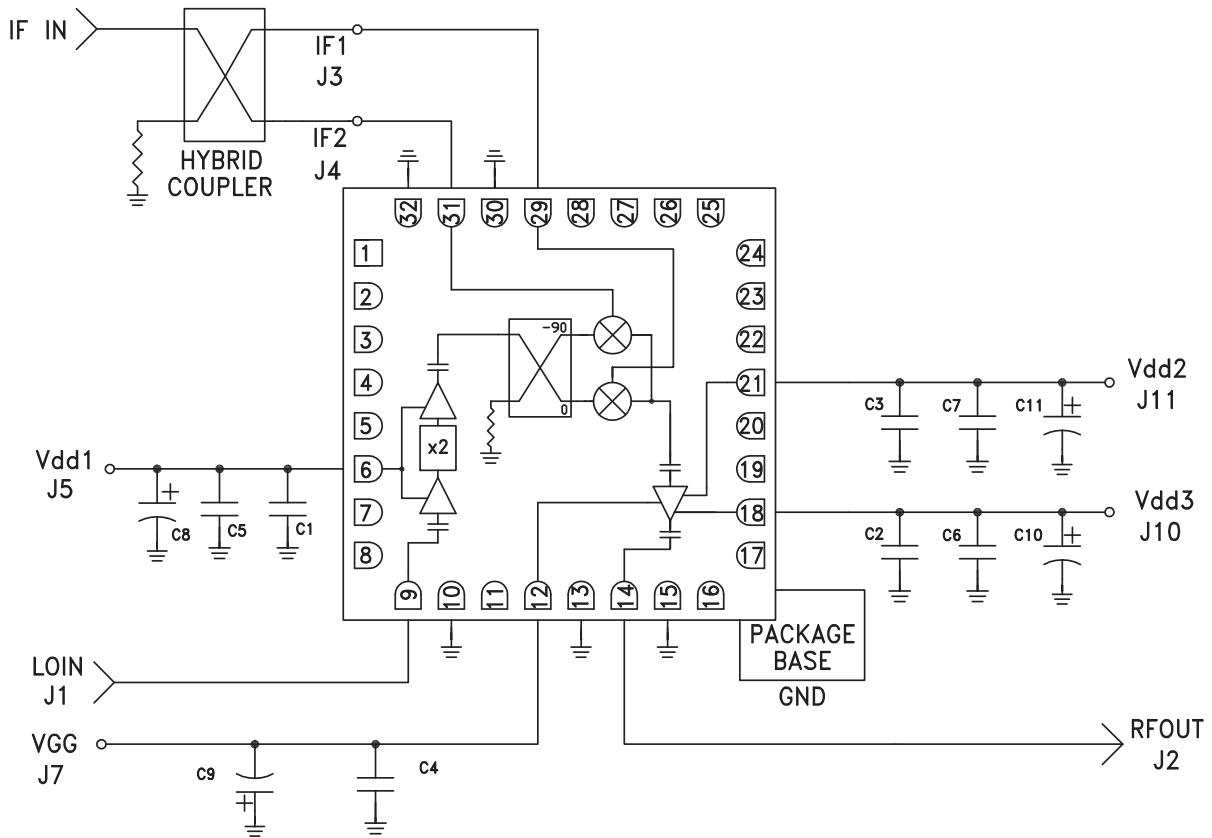 IF IN
IF1
J3
IF2
J4
HYBRID
COUPLER
32
31
30
29
28
27
26
25
1
2
3
4
5
6
7
8
24
23
22
21
20
19
18
17
-90
0
x2
Vdd1
J5
+
C8
C5
C1
Vdd2
J11
C3
C7
C11
+
Vdd3
J10
C2
C6
C10
+
9
10
11
12
13
14
15
16
PACKAGE
BASE
GND
LOIN
J1
VGG
J7
C9
+
C4
RFOUT
J2